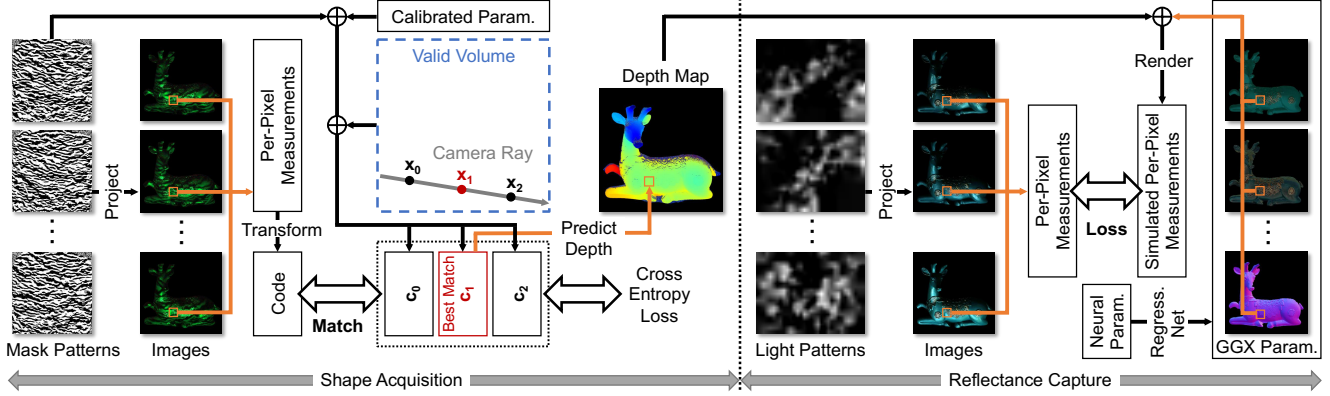 Calibrated Param.
Valid Volume
Camera Ray
x0
x1
x2
Per-Pixel
Measurements
Project
Transform
Code
Match
c0
Best Match
c1
c2
Predict
Depth
Cross
Entropy
Loss
Depth Map
Mask Patterns
Images
Shape Acquisition
Render
Project
Per-Pixel
Measurements
Loss
Simulated Per-Pixel
Measurements
Neural
Param.
Regress.
Net
Light Patterns
Images
GGX Param.
Reflectance Capture